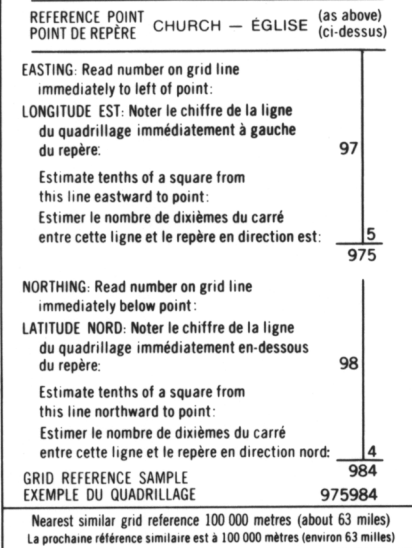 REFERENCE POINT CHURCH — ÉGLISE (as above)
POINT DE REPÈRE (ci-dessus)
EASTING: Read number on grid line
immediately to left of point:
LONGITUDE EST: Noter le chiffre de la ligne
du quadrillage immédiatement à gauche
du repère: 97
Estimate tenths of a square from
this line eastward to point:
Estimer le nombre de dixièmes du carré
entre cette ligne et le repère en direction est: 5
975
NORTHING: Read number on grid line
immediately below point:
LATITUDE NORD: Noter le chiffre de la ligne
du quadrillage immédiatement en-dessous
du repère: 98
Estimate tenths of a square from
this line northward to point:
Estimer le nombre de dixièmes du carré
entre cette ligne et le repère en direction nord: 4
GRID REFERENCE SAMPLE 984
EXEMPLE DU QUADRILLAGE 975984
Nearest similar grid reference 100 000 metres (about 63 miles)
La prochaine référence similaire est à 100 000 mètres (environ 63 milles)